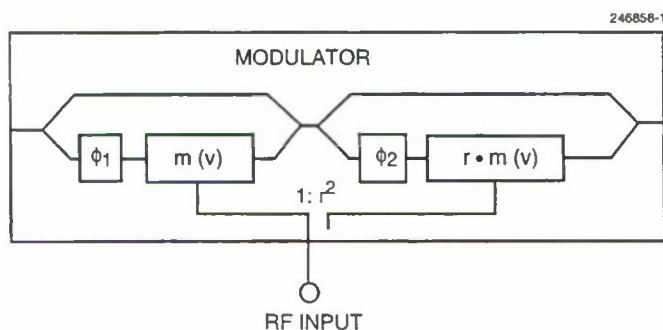 246858-1
MODULATOR
ϕ1 m (v) ϕ2 r • m (v)
1: r²
RF INPUT